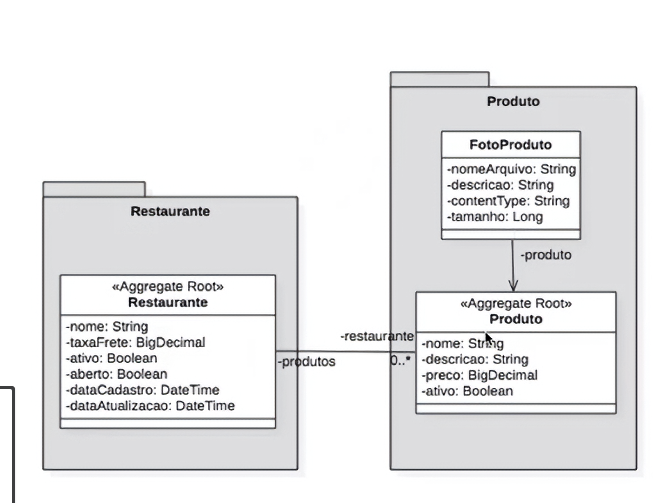 Restaurante
«Aggregate Root»
Restaurante
-nome: String
-taxaFrete: BigDecimal
-ativo: Boolean
-aberto: Boolean
-dataCadastro: DateTime
-dataAtualizacao: DateTime
-produtos
-restaurante
0..*
Produto
FotoProduto
-nomeArquivo: String
-descricao: String
-contentType: String
-tamanho: Long
-produto
«Aggregate Root»
Produto
-nome: String
-descricao: String
-preco: BigDecimal
-ativo: Boolean